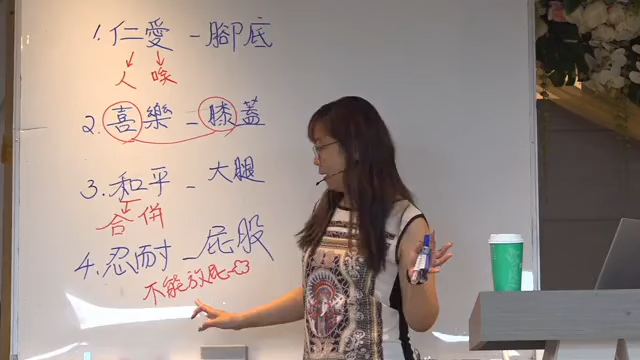 1. 仁愛 - 腳底
人 唉
2. 喜樂 = 膝蓋
3. 和平 - 大腿
合併
4. 忍耐 - 屁股
不能放屁